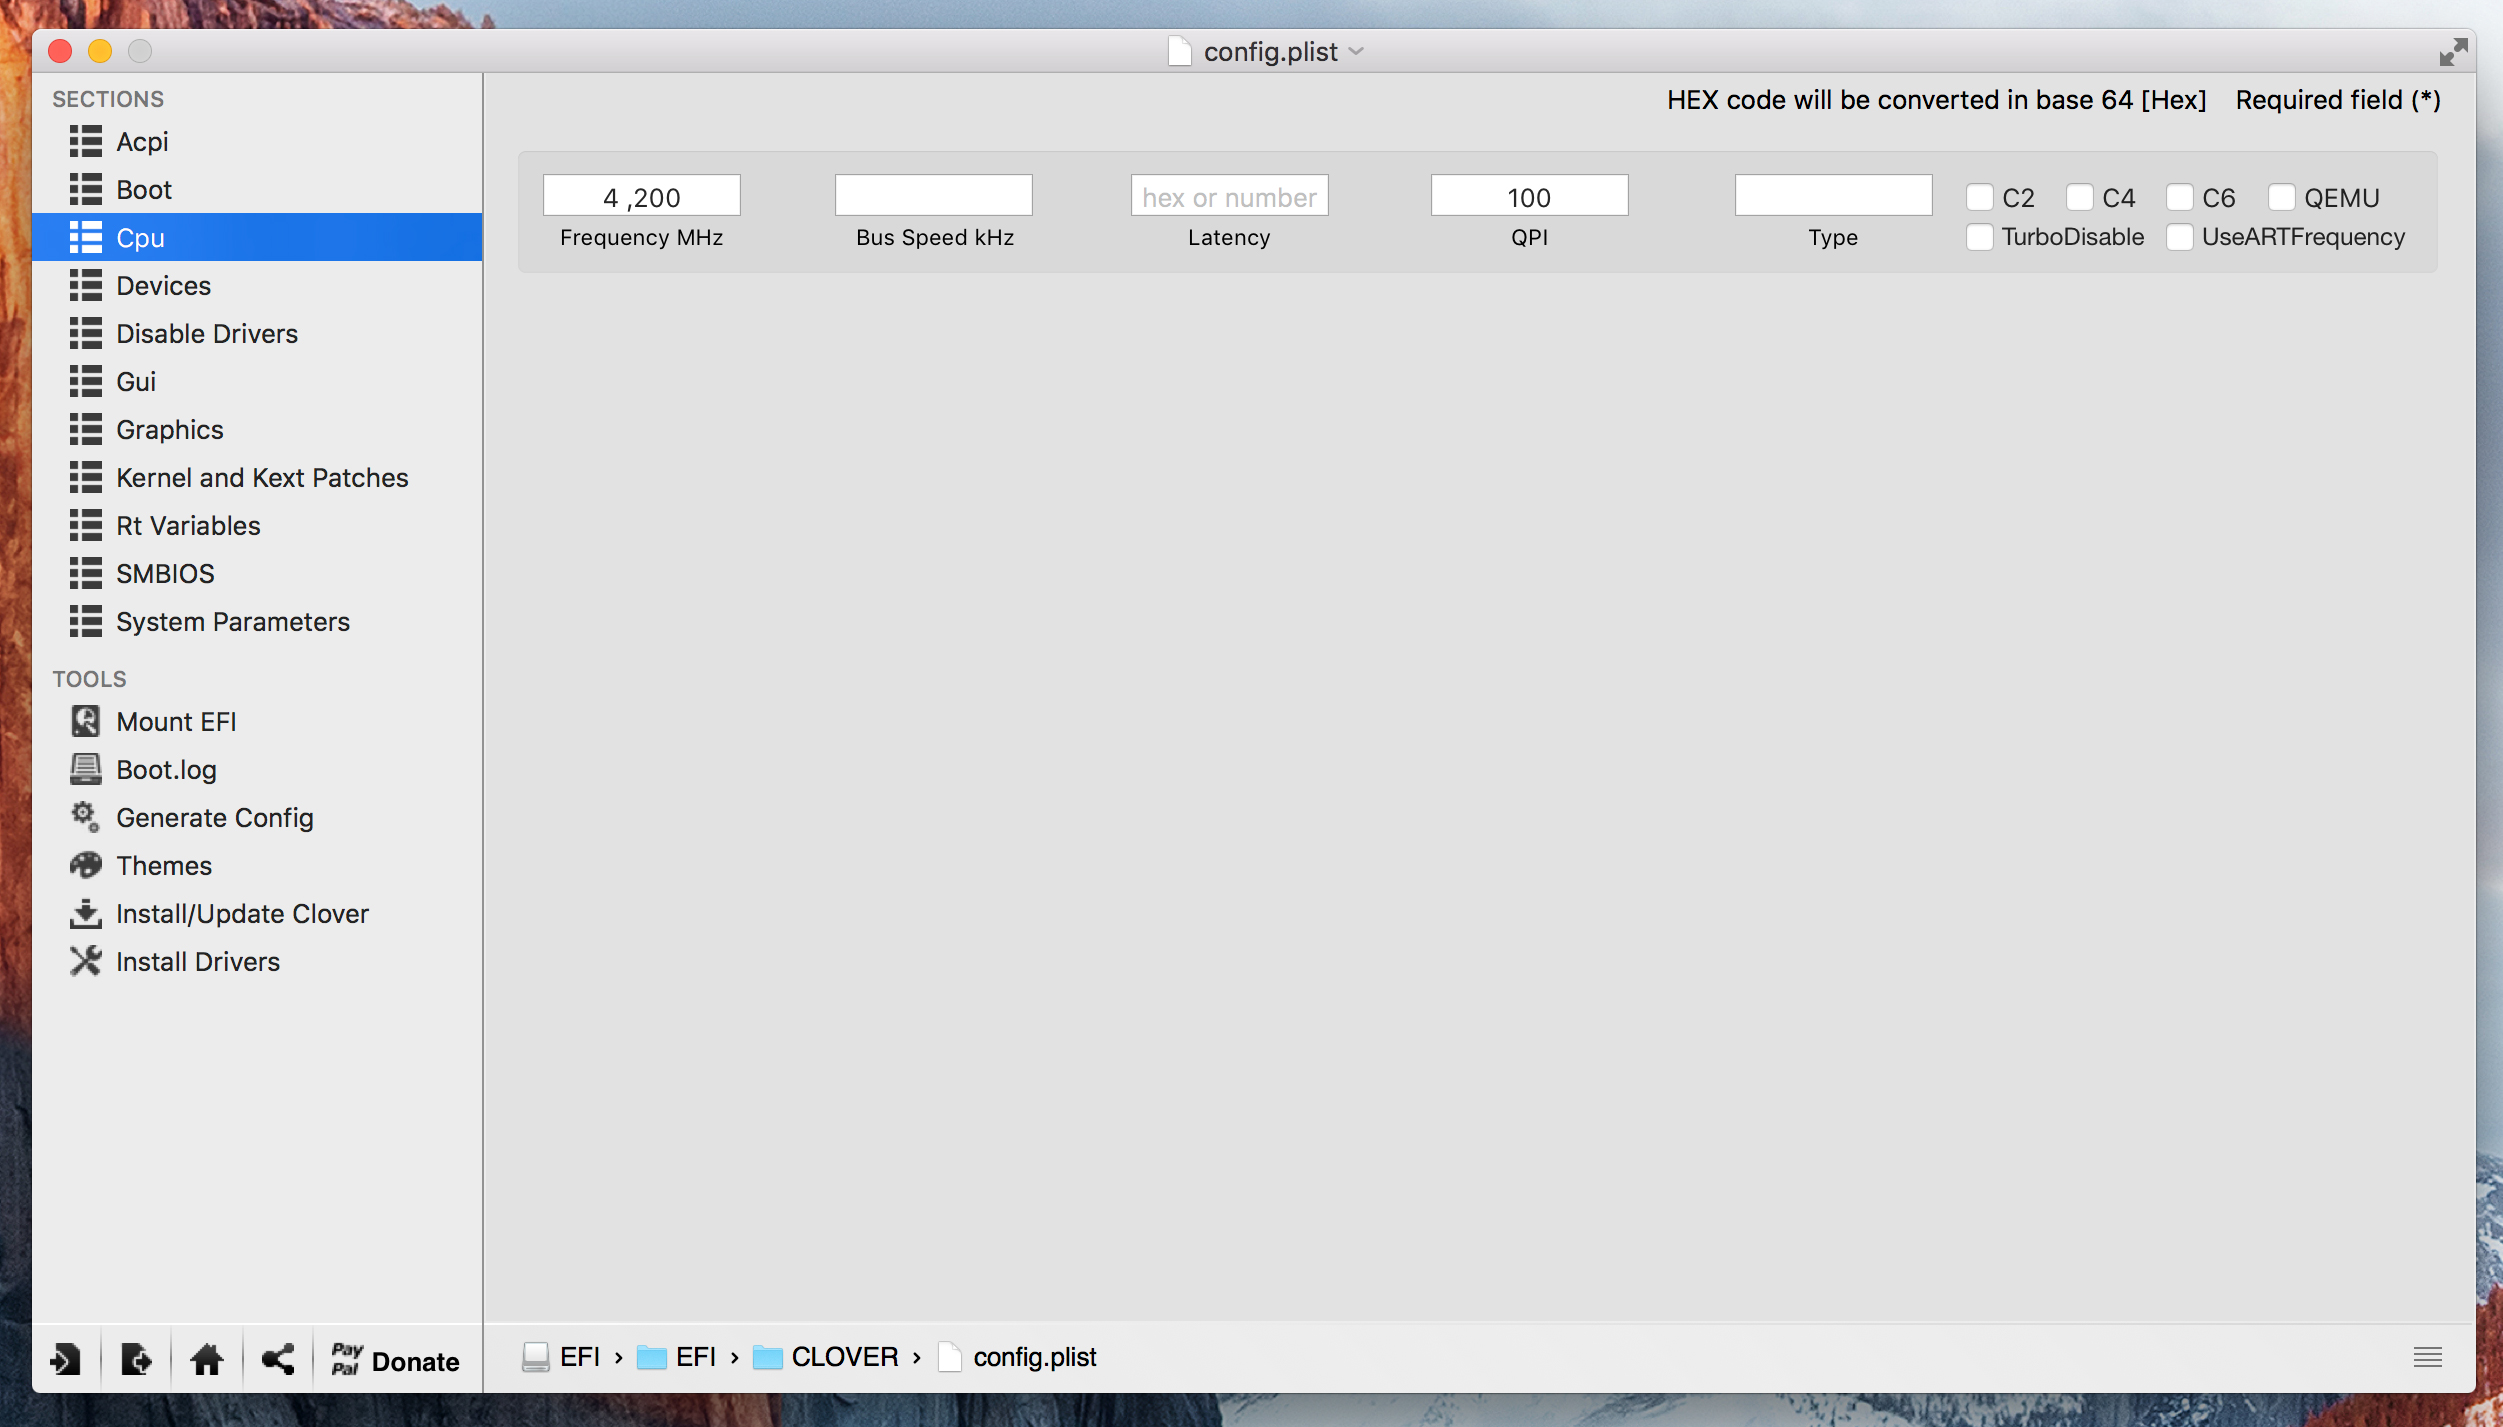 config.plist
SECTIONS
Acpi
Boot
Cpu
Devices
Disable Drivers
Gui
Graphics
Kernel and Kext Patches
Rt Variables
SMBIOS
System Parameters
TOOLS
Mount EFI
Boot.log
Generate Config
Themes
Install/Update Clover
Install Drivers
Pay
Pal Donate
HEX code will be converted in base 64 [Hex] Required field (*)
4 ,200 hex or number 100 C2 C4 C6 QEMU
Frequency MHz Bus Speed kHz Latency QPI Type TurboDisable UseARTFrequency
EFI › EFI › CLOVER › config.plist